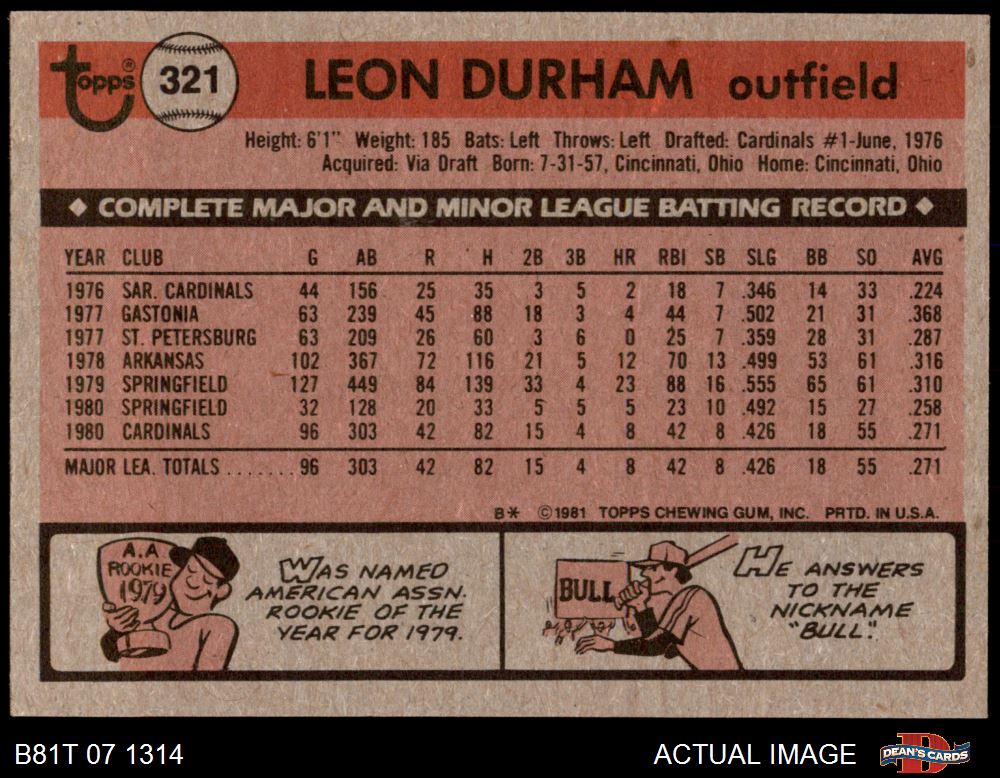 Topps® 321 LEON DURHAM outfield
Height: 6'1" Weight: 185 Bats: Left Throws: Left Drafted: Cardinals #1-June, 1976
Acquired: Via Draft Born: 7-31-57, Cincinnati, Ohio Home: Cincinnati, Ohio
◆ COMPLETE MAJOR AND MINOR LEAGUE BATTING RECORD ◆
YEAR CLUB G AB R H 2B 3B HR RBI SB SLG BB SO AVG
1976 SAR. CARDINALS 44 156 25 35 3 5 2 18 7 .346 14 33 .224
1977 GASTONIA 63 239 45 88 18 3 4 44 7 .502 21 31 .368
1977 ST. PETERSBURG 63 209 26 60 3 6 0 25 7 .359 28 31 .287
1978 ARKANSAS 102 367 72 116 21 5 12 70 13 .499 53 61 .316
1979 SPRINGFIELD 127 449 84 139 33 4 23 88 16 .555 65 61 .310
1980 SPRINGFIELD 32 128 20 33 5 5 5 23 10 .492 15 27 .258
1980 CARDINALS 96 303 42 82 15 4 8 42 8 .426 18 55 .271
MAJOR LEA. TOTALS ....... 96 303 42 82 15 4 8 42 8 .426 18 55 .271
B* ©1981 TOPPS CHEWING GUM, INC. PRTD. IN U.S.A.
A.A
ROOKIE
1979
WAS NAMED
AMERICAN ASSN.
ROOKIE OF THE
YEAR FOR 1979.
BULL
HE ANSWERS
TO THE
NICKNAME
"BULL".
B81T 07 1314 ACTUAL IMAGE DEAN'S CARDS